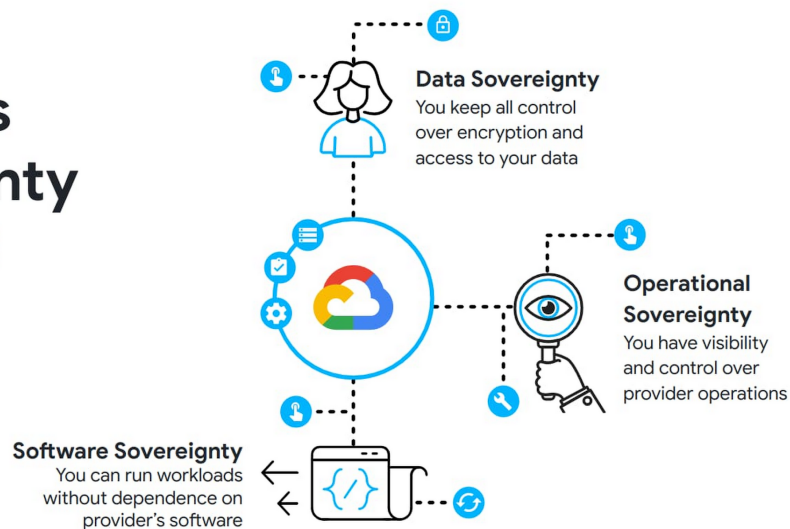 Data Sovereignty
You keep all control
over encryption and
access to your data
Operational
Sovereignty
You have visibility
and control over
provider operations
Software Sovereignty
You can run workloads
without dependence on
provider's software